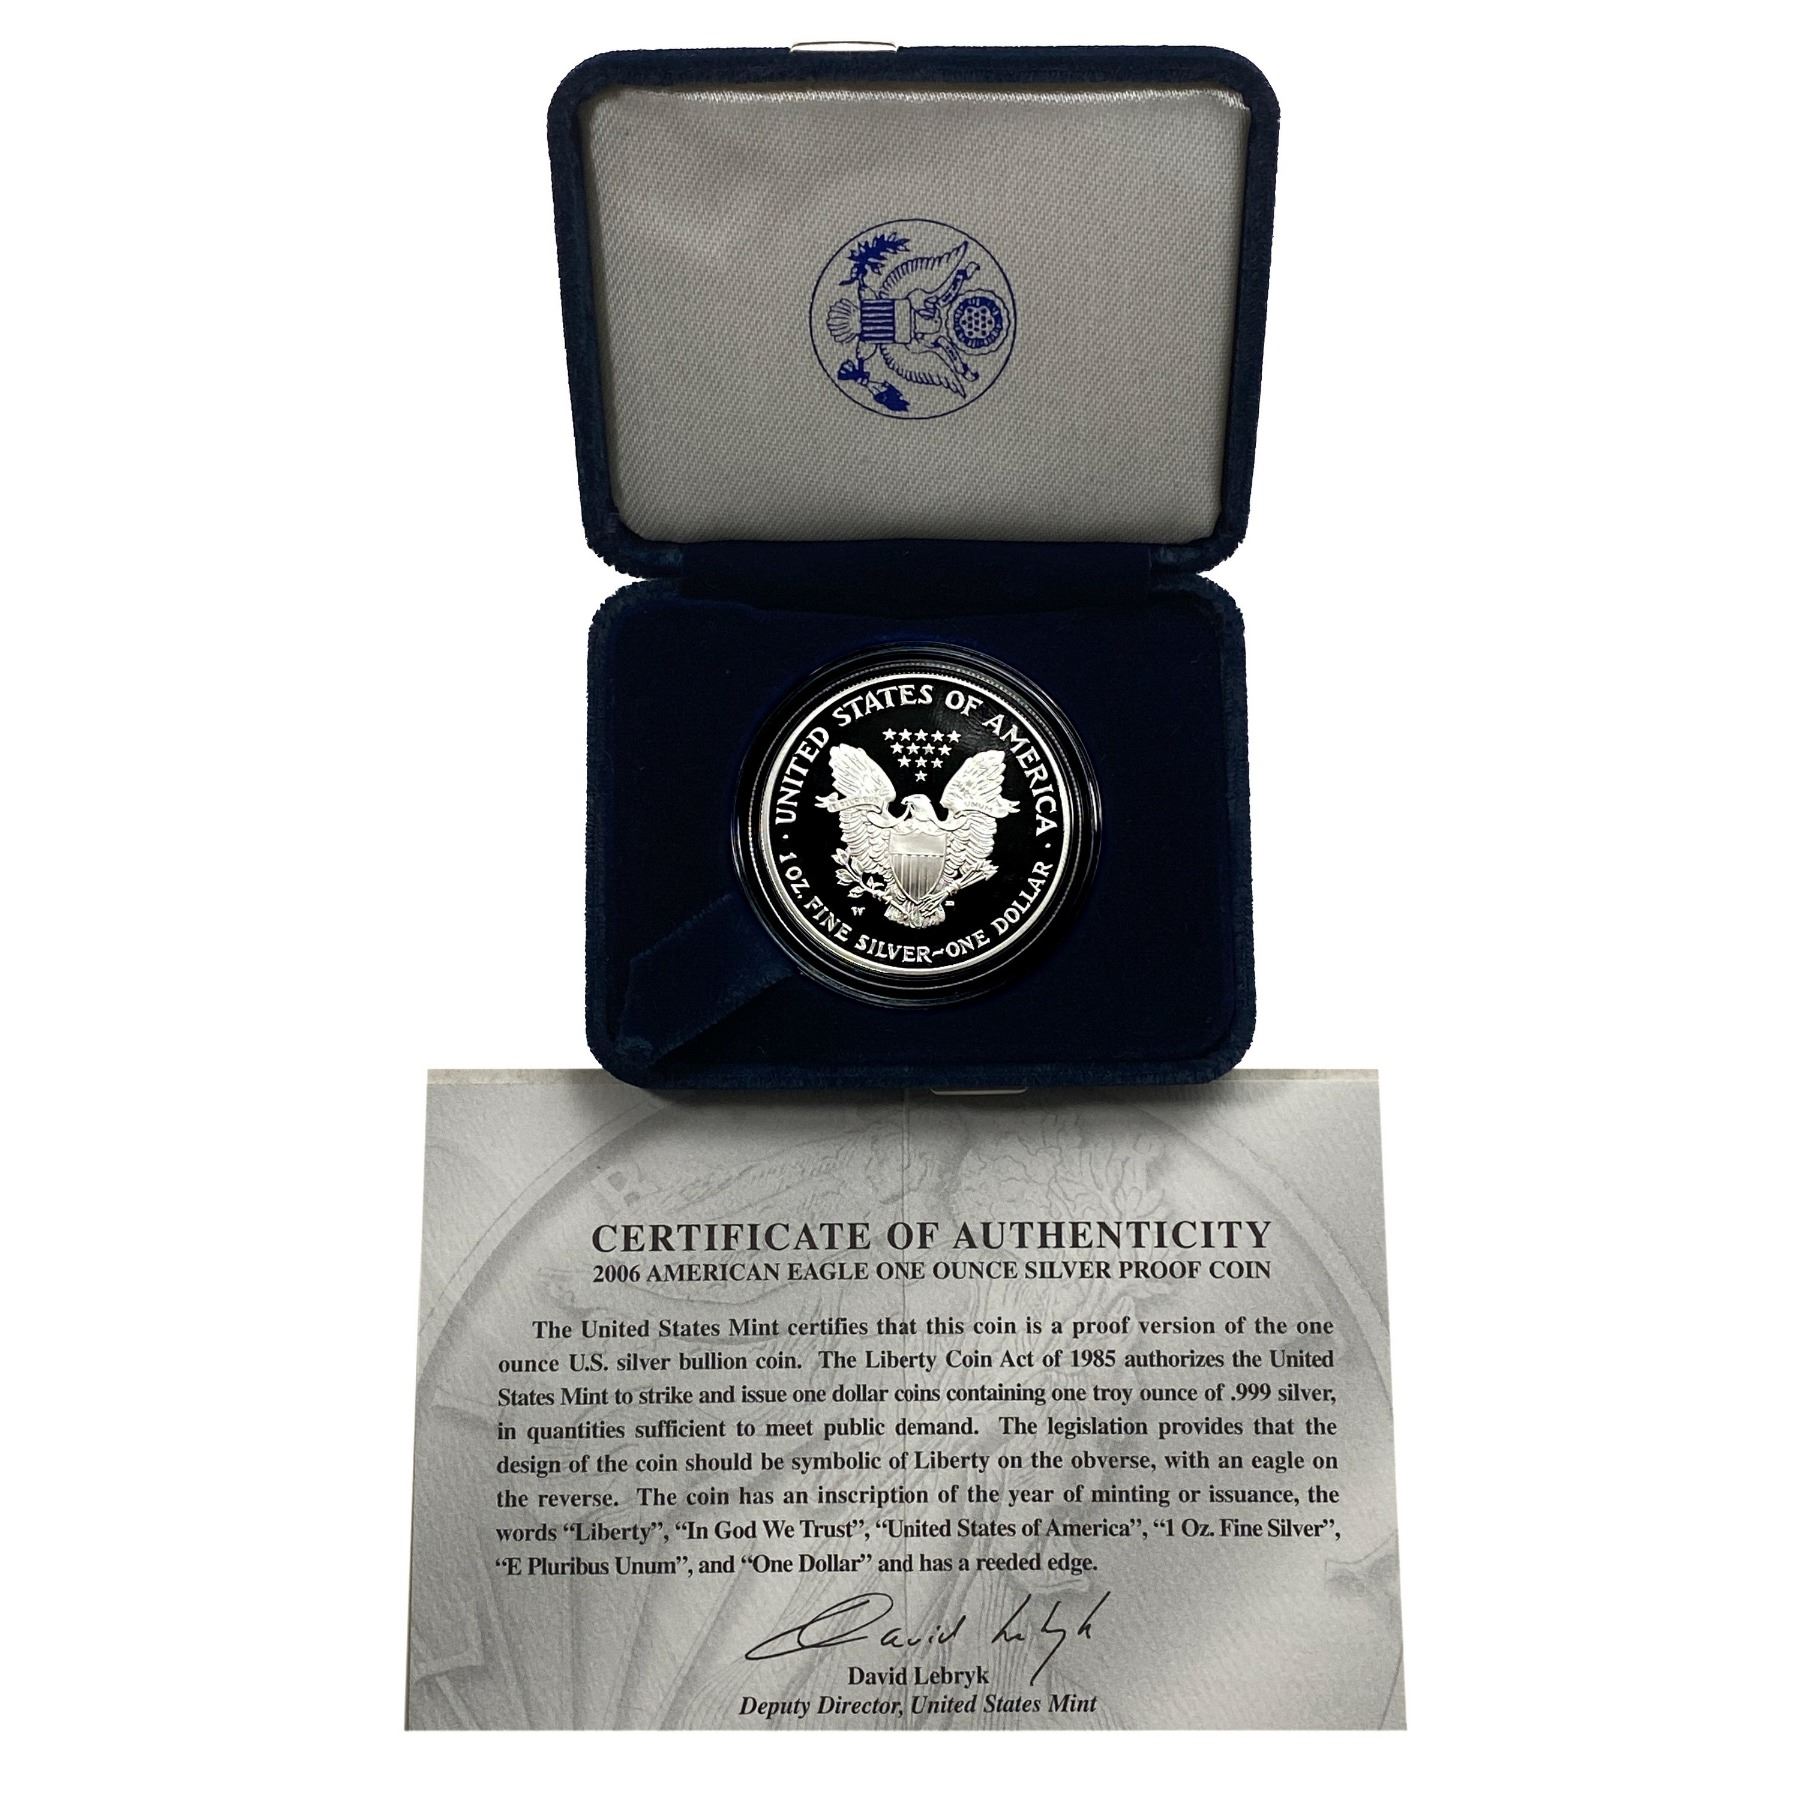 UNITED STATES OF AMERICA
UNUM
W
1 OZ. FINE SILVER~ONE DOLLAR
CERTIFICATE OF AUTHENTICITY
2006 AMERICAN EAGLE ONE OUNCE SILVER PROOF COIN
The United States Mint certifies that this coin is a proof version of the one
ounce U.S. silver bullion coin. The Liberty Coin Act of 1985 authorizes the United
States Mint to strike and issue one dollar coins containing one troy ounce of .999 silver,
in quantities sufficient to meet public demand. The legislation provides that the
design of the coin should be symbolic of Liberty on the obverse, with an eagle on
the reverse. The coin has an inscription of the year of minting or issuance, the
words “Liberty”, “In God We Trust”, “United States of America”, “1 Oz. Fine Silver”,
“E Pluribus Unum”, and “One Dollar” and has a reeded edge.
David Lebryk
David Lebryk
Deputy Director, United States Mint